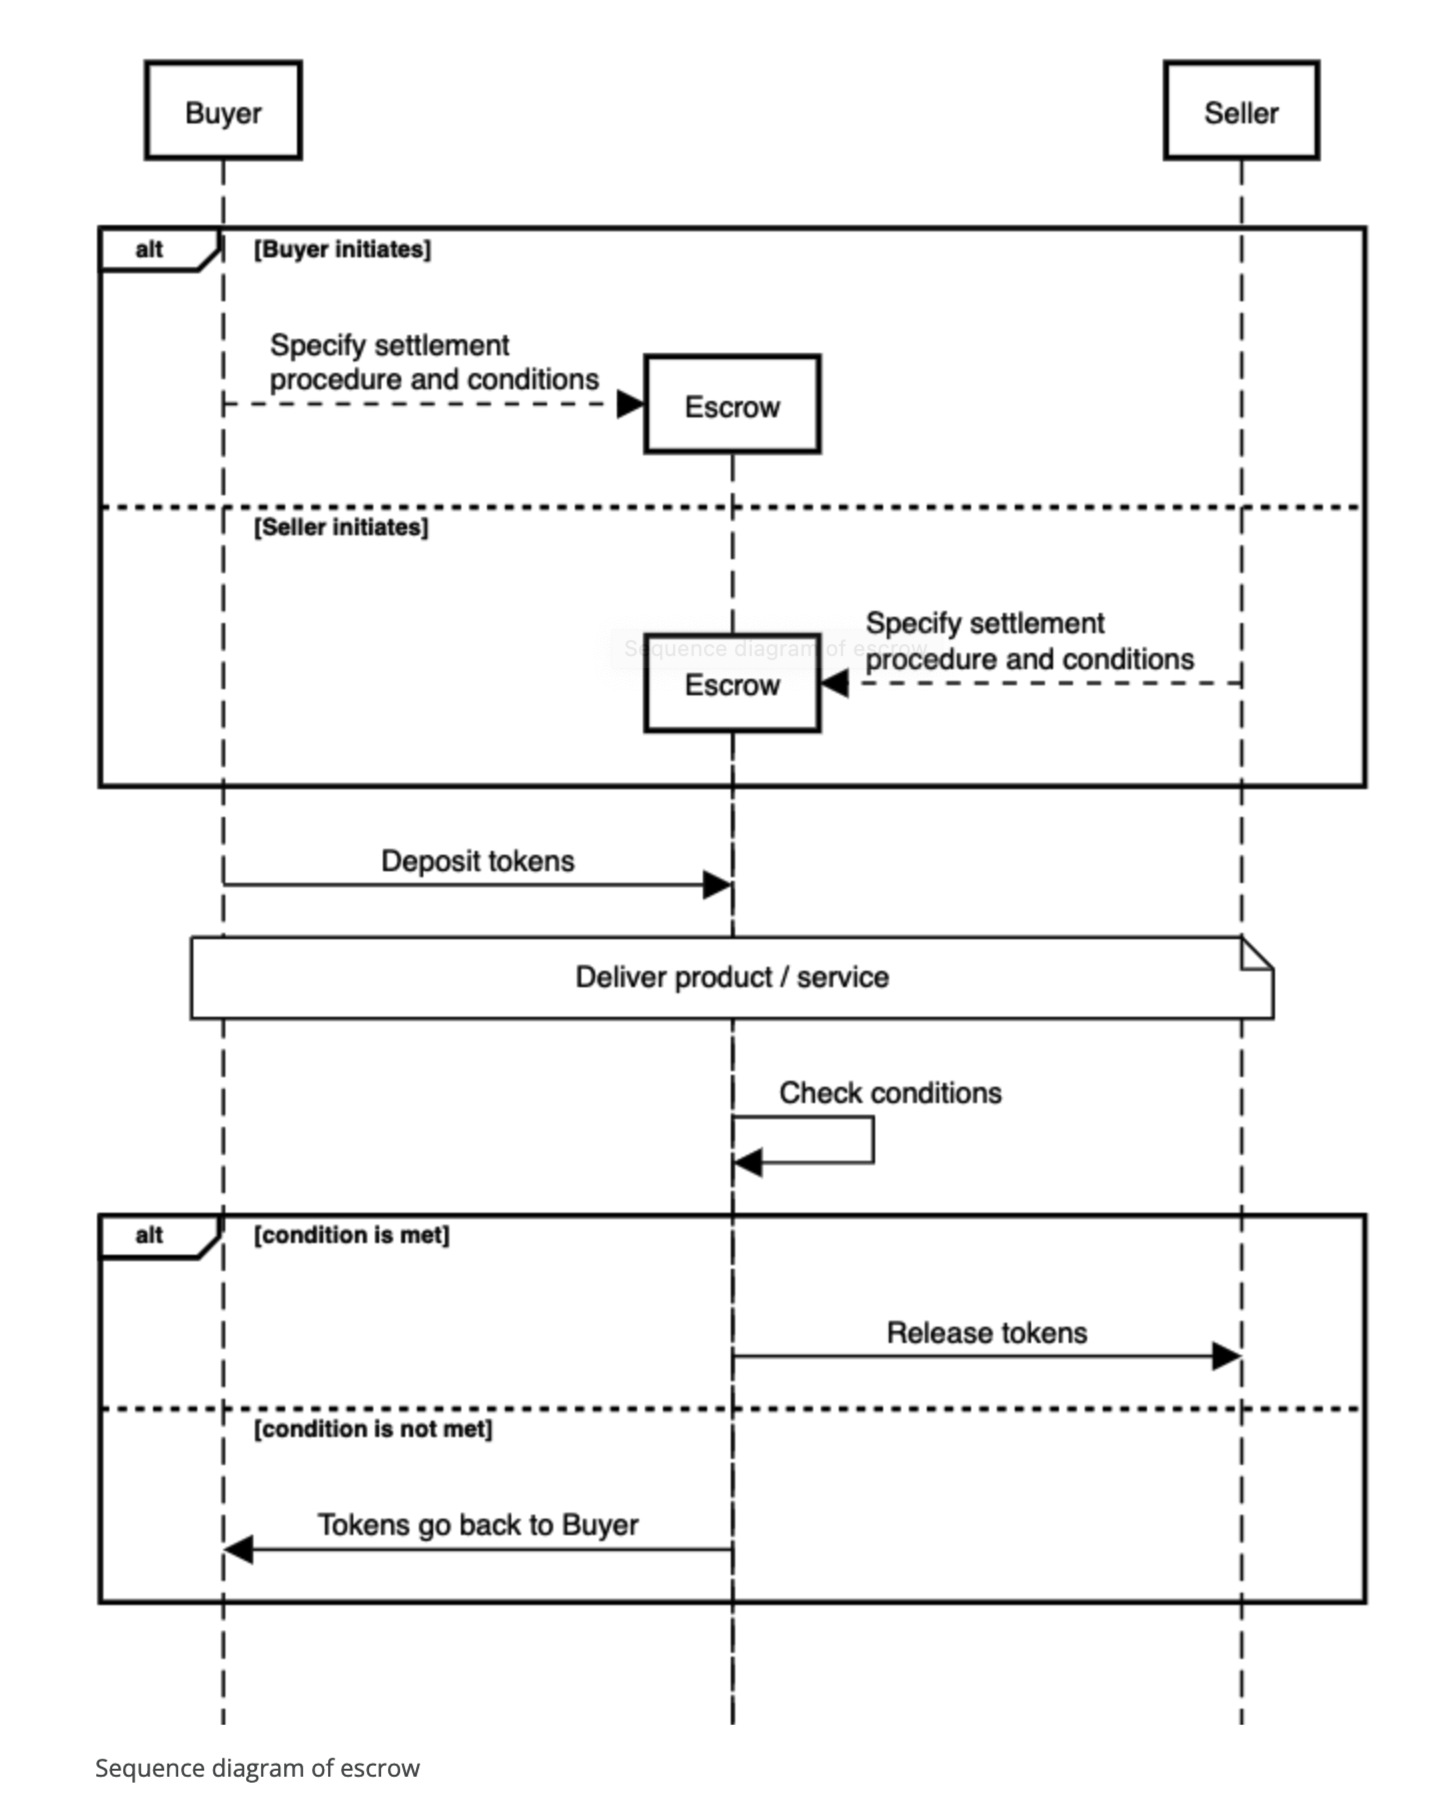 Buyer
Seller
alt
[Buyer initiates]
Specify settlement
procedure and conditions
Escrow
[Seller initiates]
Specify settlement
procedure and conditions
Sequence diagram of escrow
Escrow
Deposit tokens
Deliver product / service
Check conditions
alt
[condition is met]
Release tokens
[condition is not met]
Tokens go back to Buyer
Sequence diagram of escrow